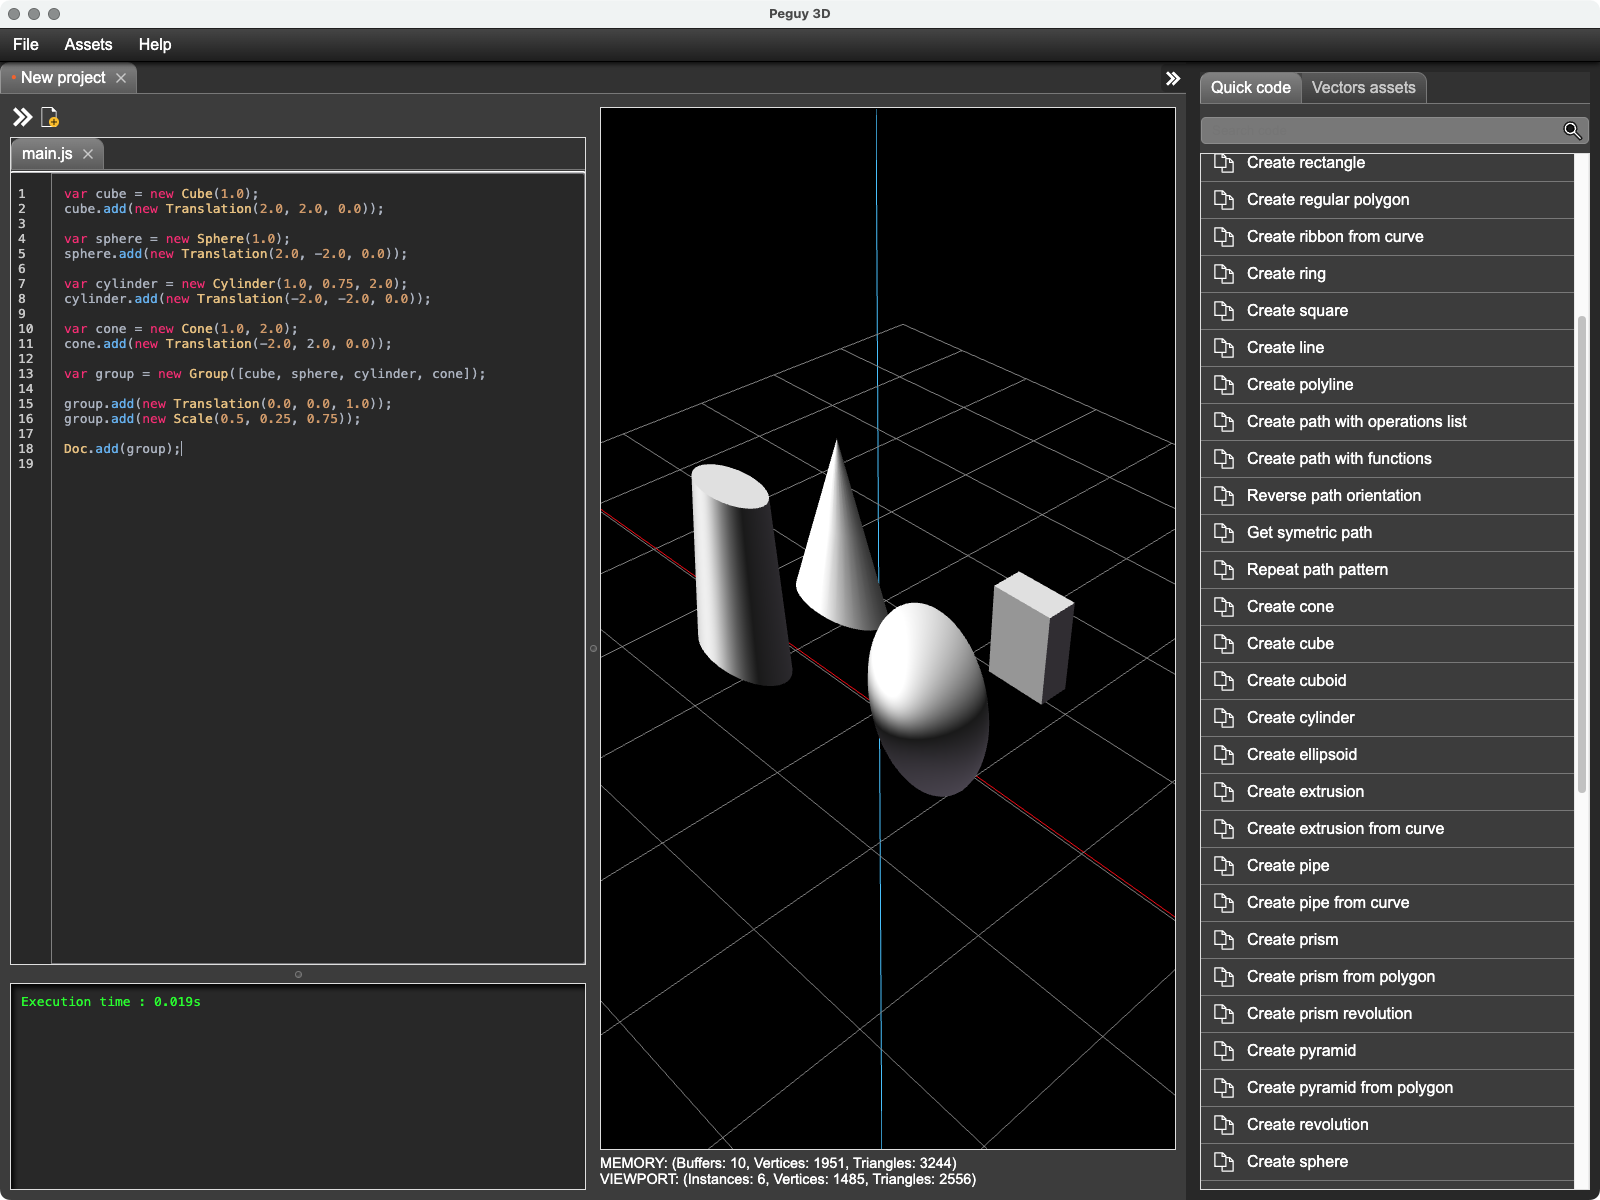 Peguy 3D
File Assets Help
• New project ×
main.js ×
1 var cube = new Cube(1.0);
2 cube.add(new Translation(2.0, 2.0, 0.0));
3
4 var sphere = new Sphere(1.0);
5 sphere.add(new Translation(2.0, -2.0, 0.0));
6
7 var cylinder = new Cylinder(1.0, 0.75, 2.0);
8 cylinder.add(new Translation(-2.0, -2.0, 0.0));
9
10 var cone = new Cone(1.0, 2.0);
11 cone.add(new Translation(-2.0, 2.0, 0.0));
12
13 var group = new Group([cube, sphere, cylinder, cone]);
14
15 group.add(new Translation(0.0, 0.0, 1.0));
16 group.add(new Scale(0.5, 0.25, 0.75));
17
18 Doc.add(group);
19
Execution time : 0.019s
MEMORY: (Buffers: 10, Vertices: 1951, Triangles: 3244)
VIEWPORT: (Instances: 6, Vertices: 1485, Triangles: 2556)
Quick code Vectors assets
Create rectangle
Create regular polygon
Create ribbon from curve
Create ring
Create square
Create line
Create polyline
Create path with operations list
Create path with functions
Reverse path orientation
Get symetric path
Repeat path pattern
Create cone
Create cube
Create cuboid
Create cylinder
Create ellipsoid
Create extrusion
Create extrusion from curve
Create pipe
Create pipe from curve
Create prism
Create prism from polygon
Create prism revolution
Create pyramid
Create pyramid from polygon
Create revolution
Create sphere